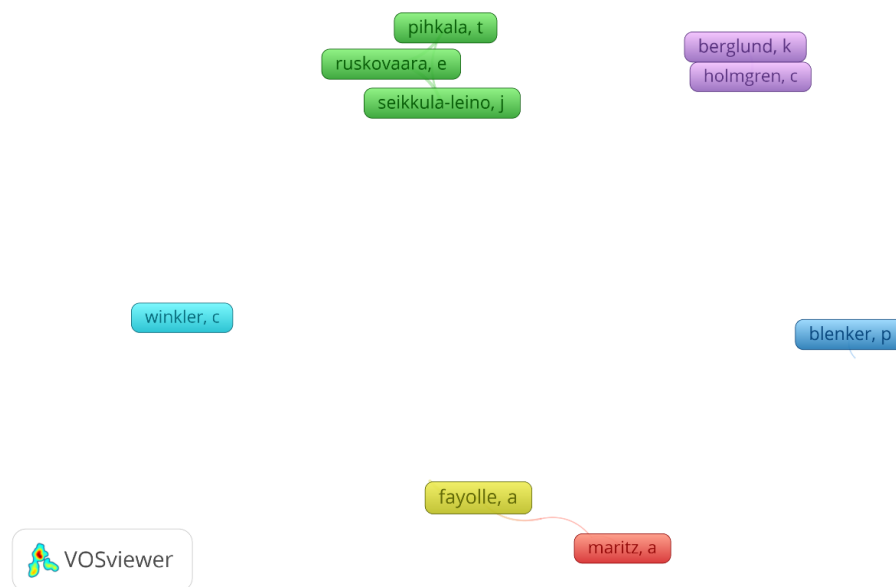 pihkala, t
berglund, k
ruskovaara, e
holmgren, c
seikkula-leino, j
winkler, c
blenker, p
fayolle, a
maritz, a
VOSviewer